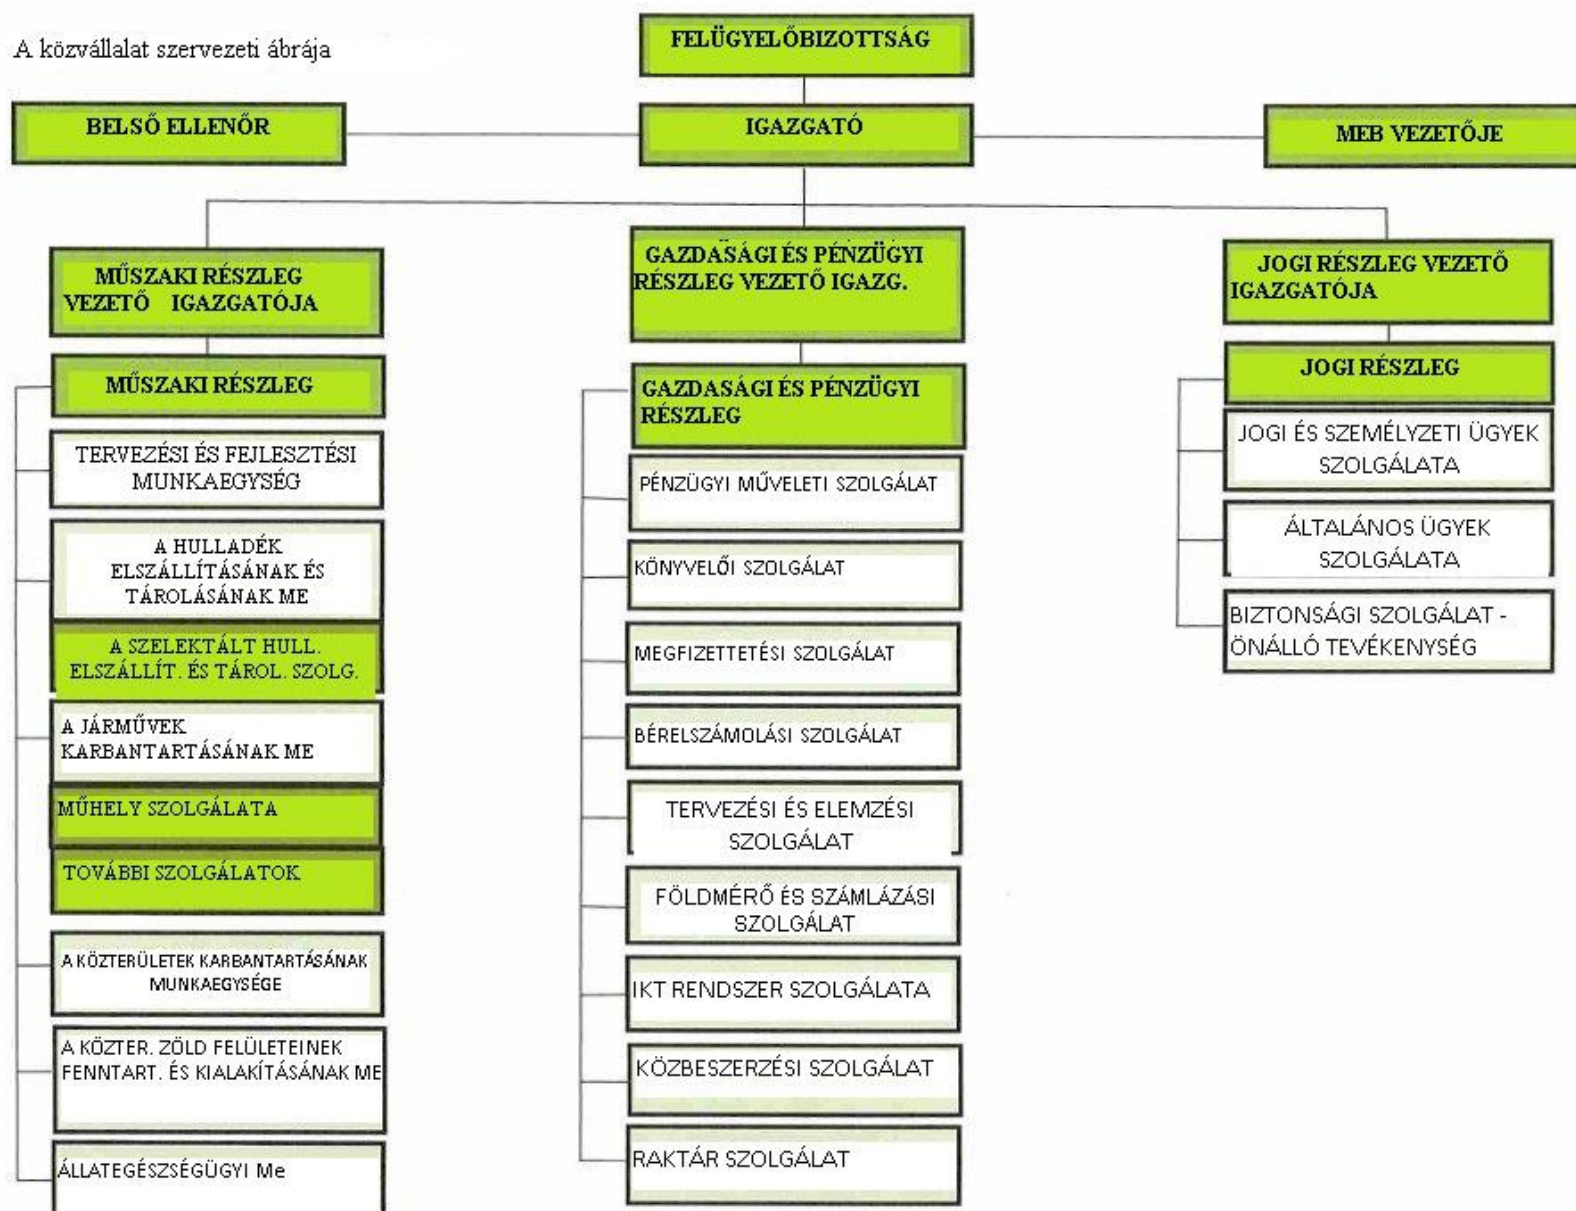 A közvállalat szervezeti ábrája
FELÜGYELŐBIZOTTSÁG
BELSŐ ELLENŐR
IGAZGATÓ
MEB VEZETŐJE
MŰSZAKI RÉSZLEG
VEZETŐ IGAZGATÓJA
MŰSZAKI RÉSZLEG
TERVEZÉSI ÉS FEJLESZTÉSI
MUNKAEGYSÉG
A HULLADÉK
ELSZÁLLÍTÁSÁNAK ÉS
TÁROLÁSÁNAK ME
A SZELEKTÁLT HULL.
ELSZÁLLÍT. ÉS TÁROL. SZOLG.
A JÁRMŰVEK
KARBANTARTÁSÁNAK ME
MŰHELY SZOLGÁLATA
TOVÁBBI SZOLGÁLATOK
A KÖZTERÜLETEK KARBANTARTÁSÁNAK
MUNKAEGYSÉGE
A KÖZTER. ZÖLD FELÜLETEINEK
FENNTART. ÉS KIALAKÍTÁSÁNAK ME
ÁLLATEGÉSZSÉGÜGYI Me
GAZDASÁGI ÉS PÉNZÜGYI
RÉSZLEG VEZETŐ IGAZG.
GAZDASÁGI ÉS PÉNZÜGYI
RÉSZLEG
PÉNZÜGYI MŰVELETI SZOLGÁLAT
KÖNYVELŐI SZOLGÁLAT
MEGFIZETTETÉSI SZOLGÁLAT
BÉRELSZÁMOLÁSI SZOLGÁLAT
TERVEZÉSI ÉS ELEMZÉSI
SZOLGÁLAT
FÖLDMÉRŐ ÉS SZÁMLÁZÁSI
SZOLGÁLAT
IKT RENDSZER SZOLGÁLATA
KÖZBESZERZÉSI SZOLGÁLAT
RAKTÁR SZOLGÁLAT
JOGI RÉSZLEG VEZETŐ
IGAZGATÓJA
JOGI RÉSZLEG
JOGI ÉS SZEMÉLYZETI ÜGYEK
SZOLGÁLATA
ÁLTALÁNOS ÜGYEK
SZOLGÁLATA
BIZTONSÁGI SZOLGÁLAT -
ÖNÁLLÓ TEVÉKENYSÉG